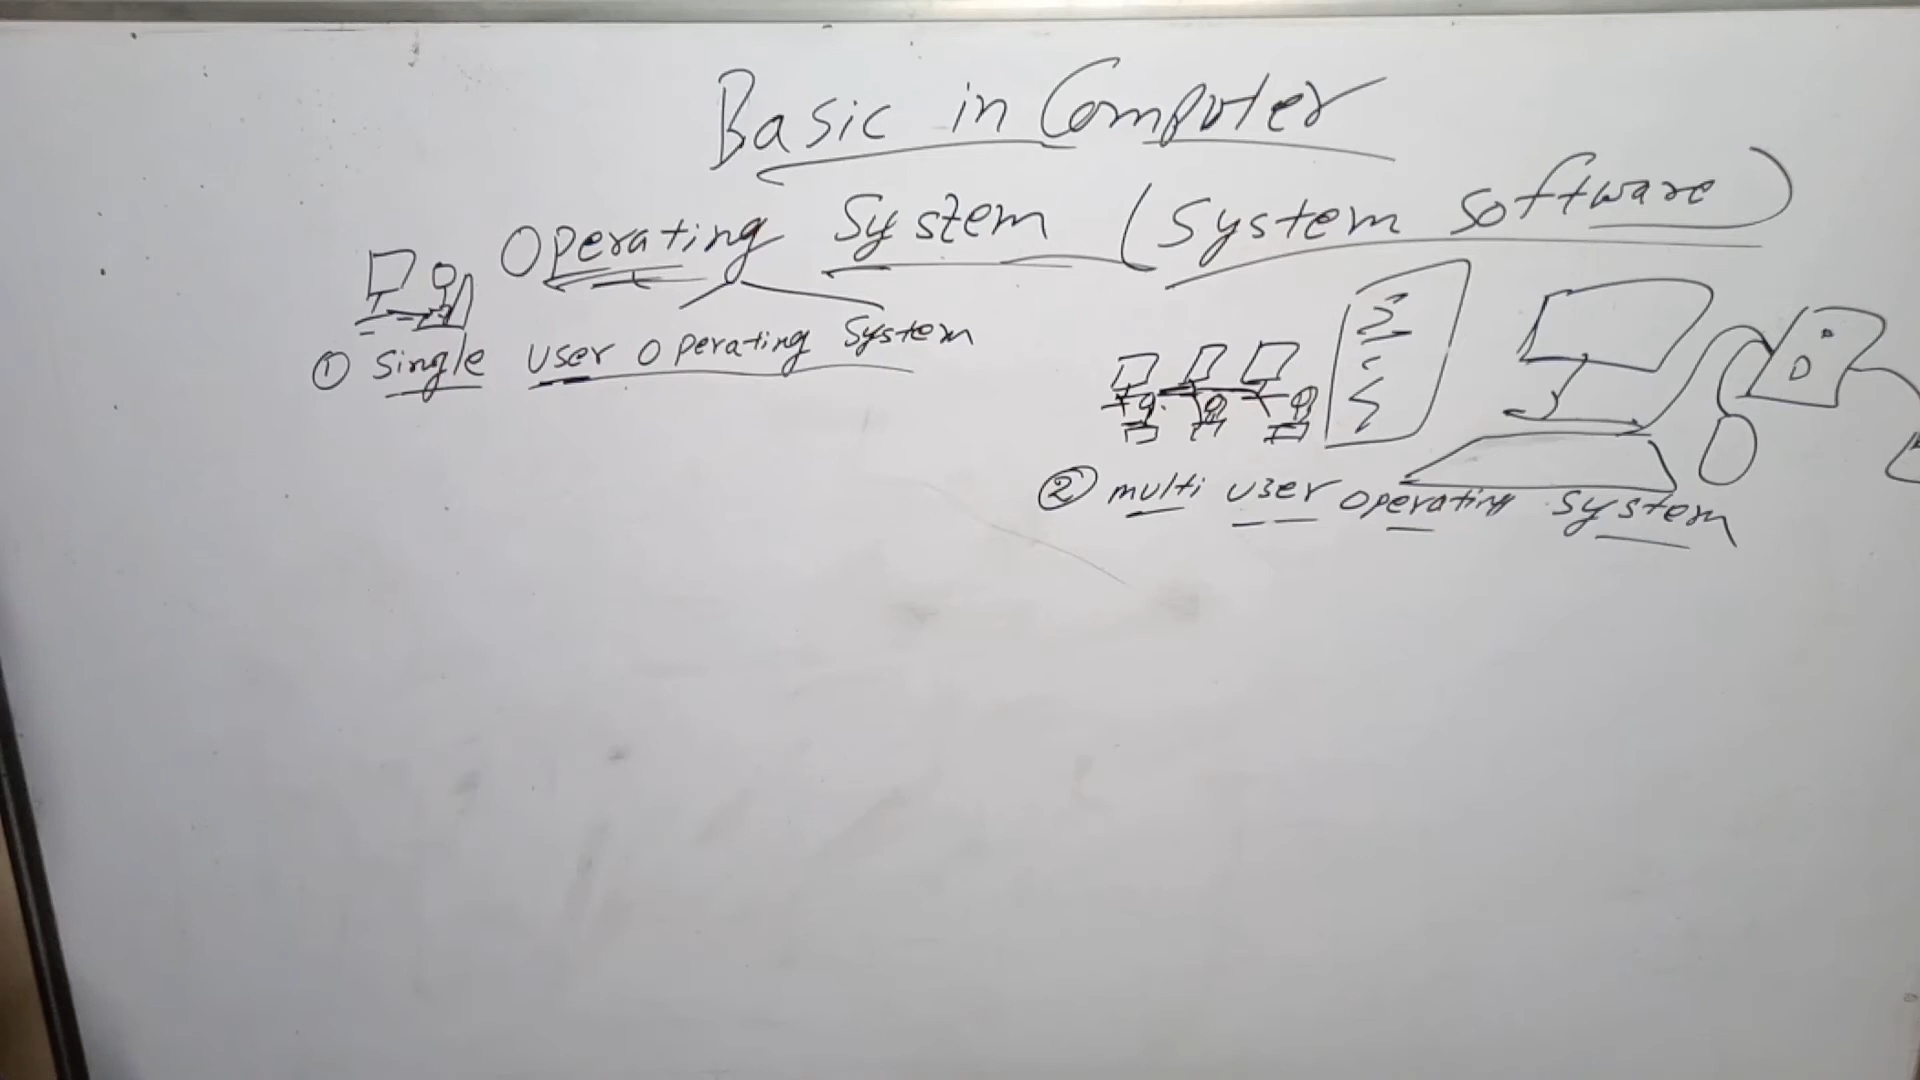 Basic in Computer
Operating System (System Software)
① Single User Operating System
② multi user operating system